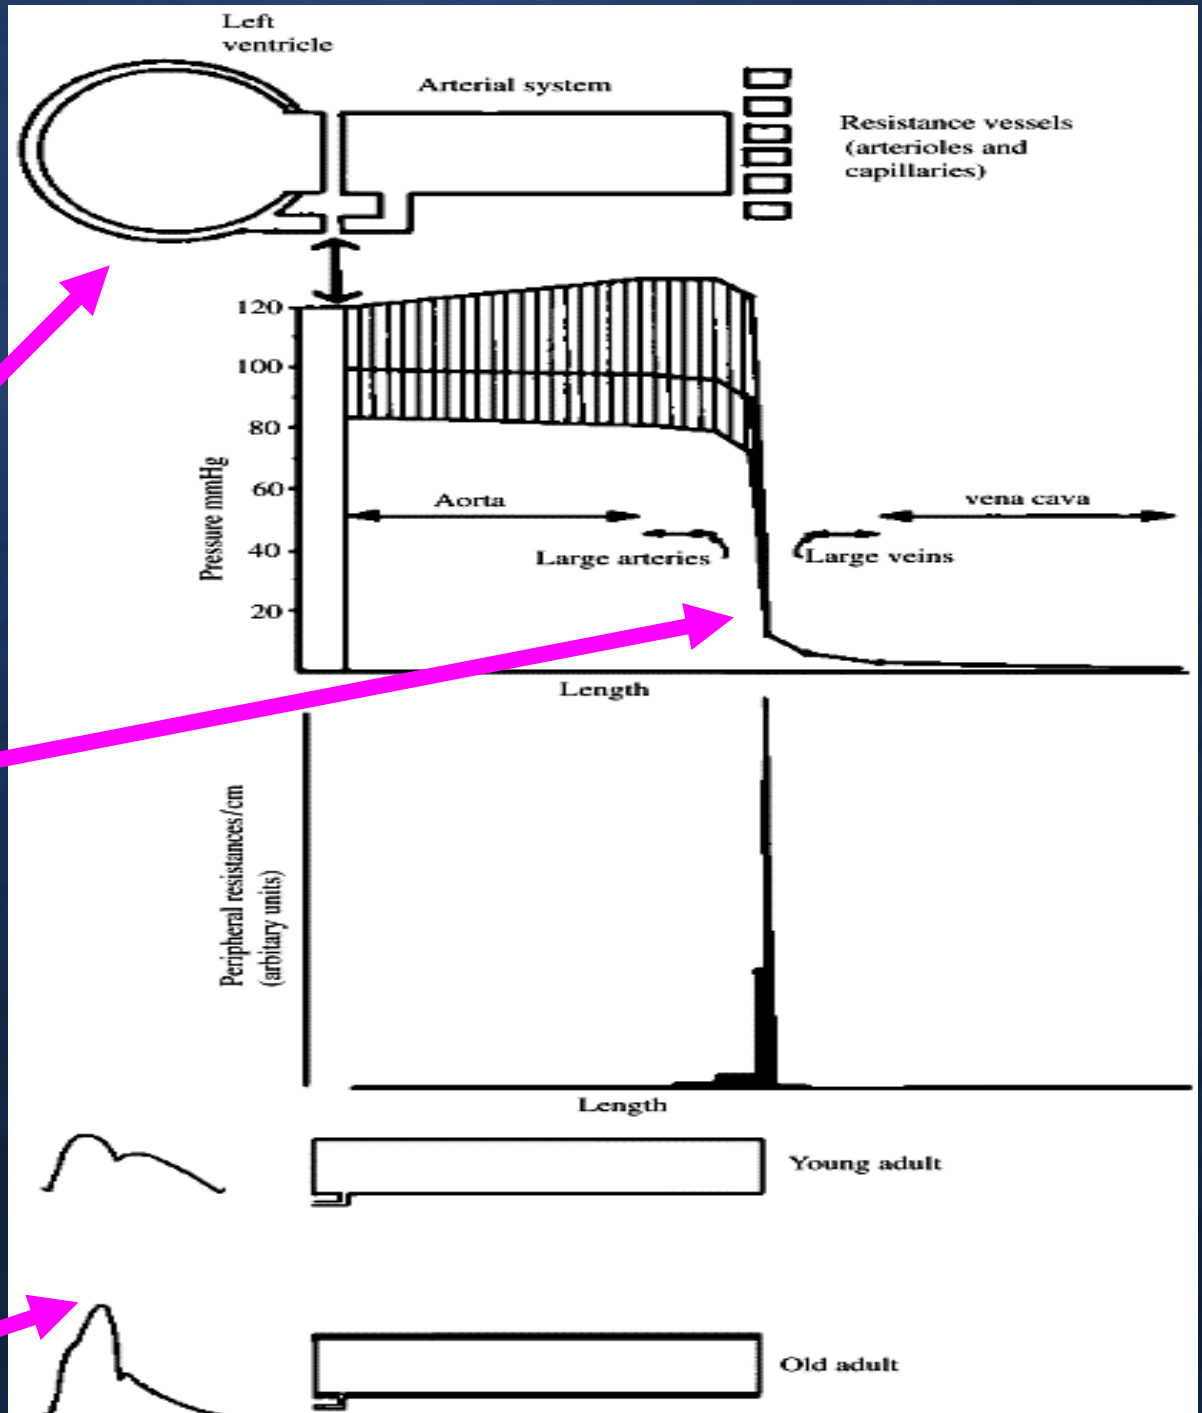 Left
ventricle
Arterial system
Resistance vessels
(arterioles and
capillaries)
120
100
80
60
40
20
Pressure mmHg
Aorta
vena cava
Large arteries
Large veins
Length
Peripheral resistances/cm
(arbitary units)
Length
Young adult
Old adult